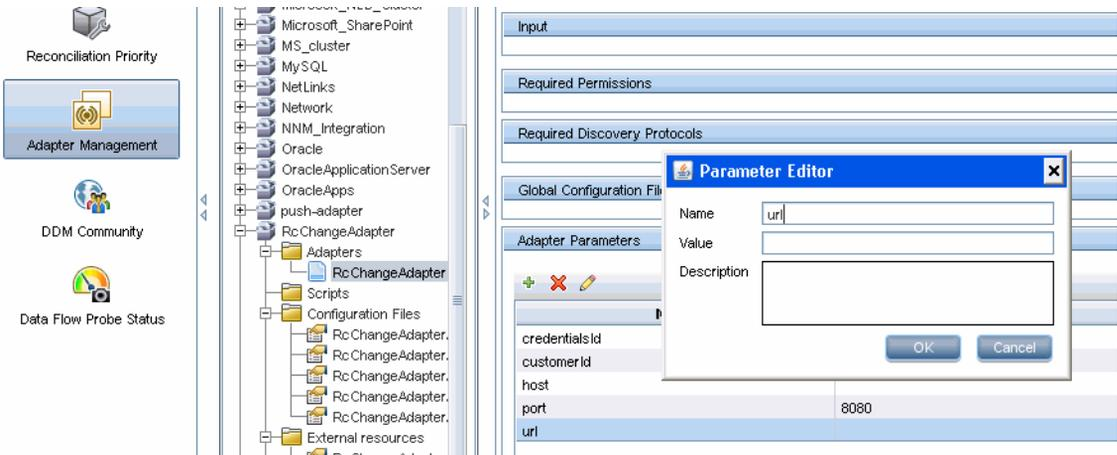 Reconciliation Priority
Adapter Management
DDM Community
Data Flow Probe Status
Microsoft_SharePoint
MS_cluster
MySQL
NetLinks
Network
NNM_Integration
Oracle
OracleApplicationServer
OracleApps
push-adapter
RcChangeAdapter
Adapters
RcChangeAdapter
Scripts
Configuration Files
RcChangeAdapter.
RcChangeAdapter.
RcChangeAdapter.
RcChangeAdapter.
RcChangeAdapter.
External resources
Input
Required Permissions
Required Discovery Protocols
Global Configuration Fil
Adapter Parameters
credentialsId
customerId
host
port 8080
url
Parameter Editor
Name url
Value
Description
OK Cancel